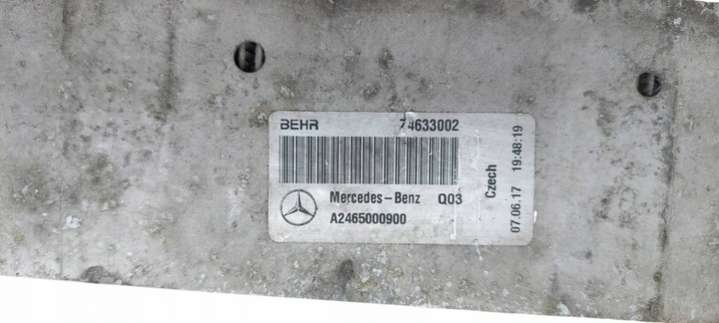 BEHR 74633002
Mercedes-Benz Q03
A2465000900
Czech
07.06.17 19:48:19